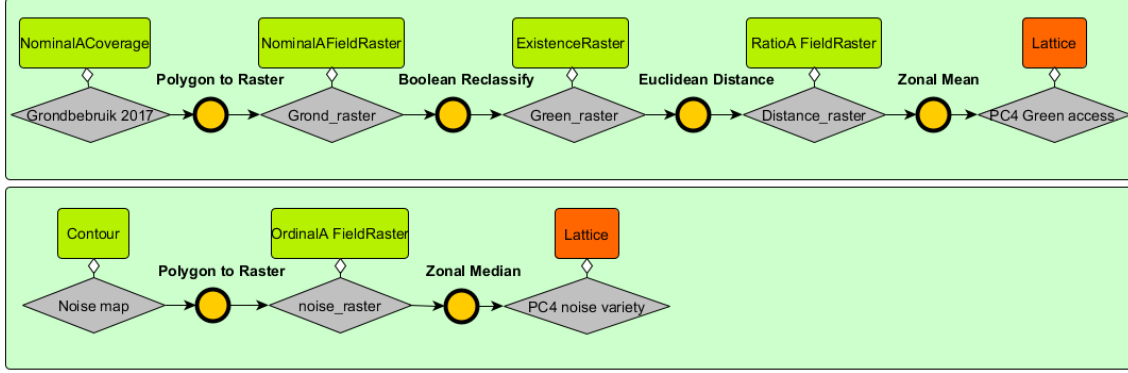 NominalACoverage
NominalAFieldRaster
ExistenceRaster
RatioA FieldRaster
Lattice
Polygon to Raster
Boolean Reclassify
Euclidean Distance
Zonal Mean
Grondbebruik 2017
Grond_raster
Green_raster
Distance_raster
PC4 Green access.
Contour
OrdinalA FieldRaster
Lattice
Polygon to Raster
Zonal Median
Noise map
noise_raster
PC4 noise variety